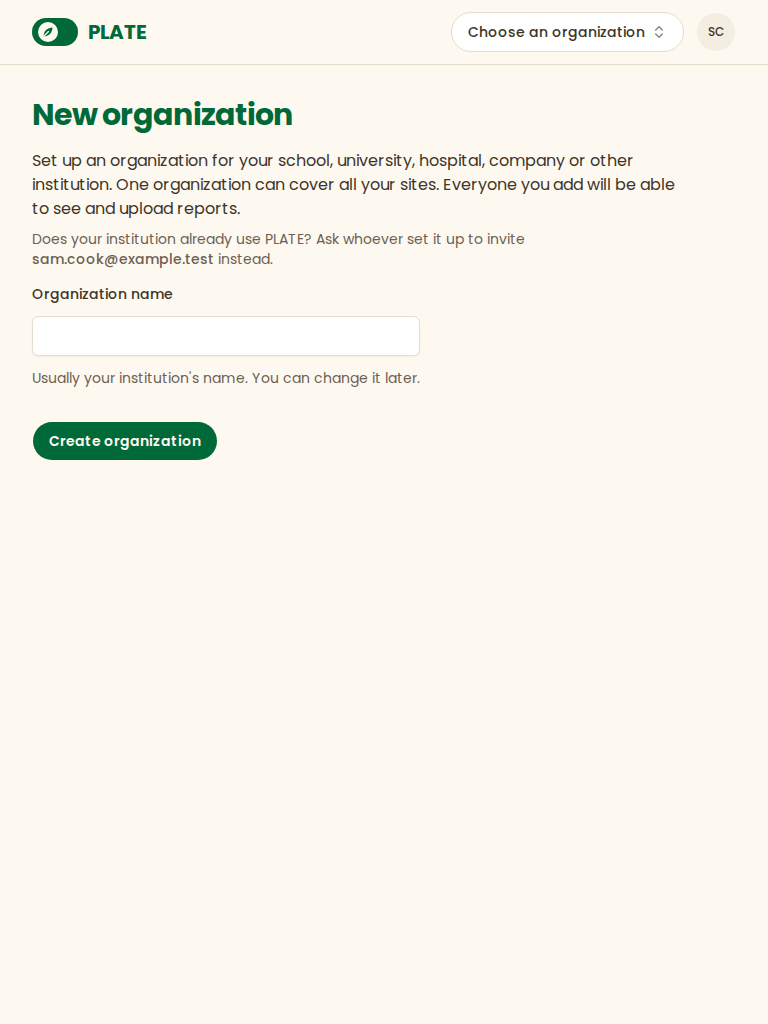 PLATE
Choose an organization
SC
New organization
Set up an organization for your school, university, hospital, company or other
institution. One organization can cover all your sites. Everyone you add will be able
to see and upload reports.
Does your institution already use PLATE? Ask whoever set it up to invite
sam.cook@example.test instead.
Organization name
Usually your institution's name. You can change it later.
Create organization